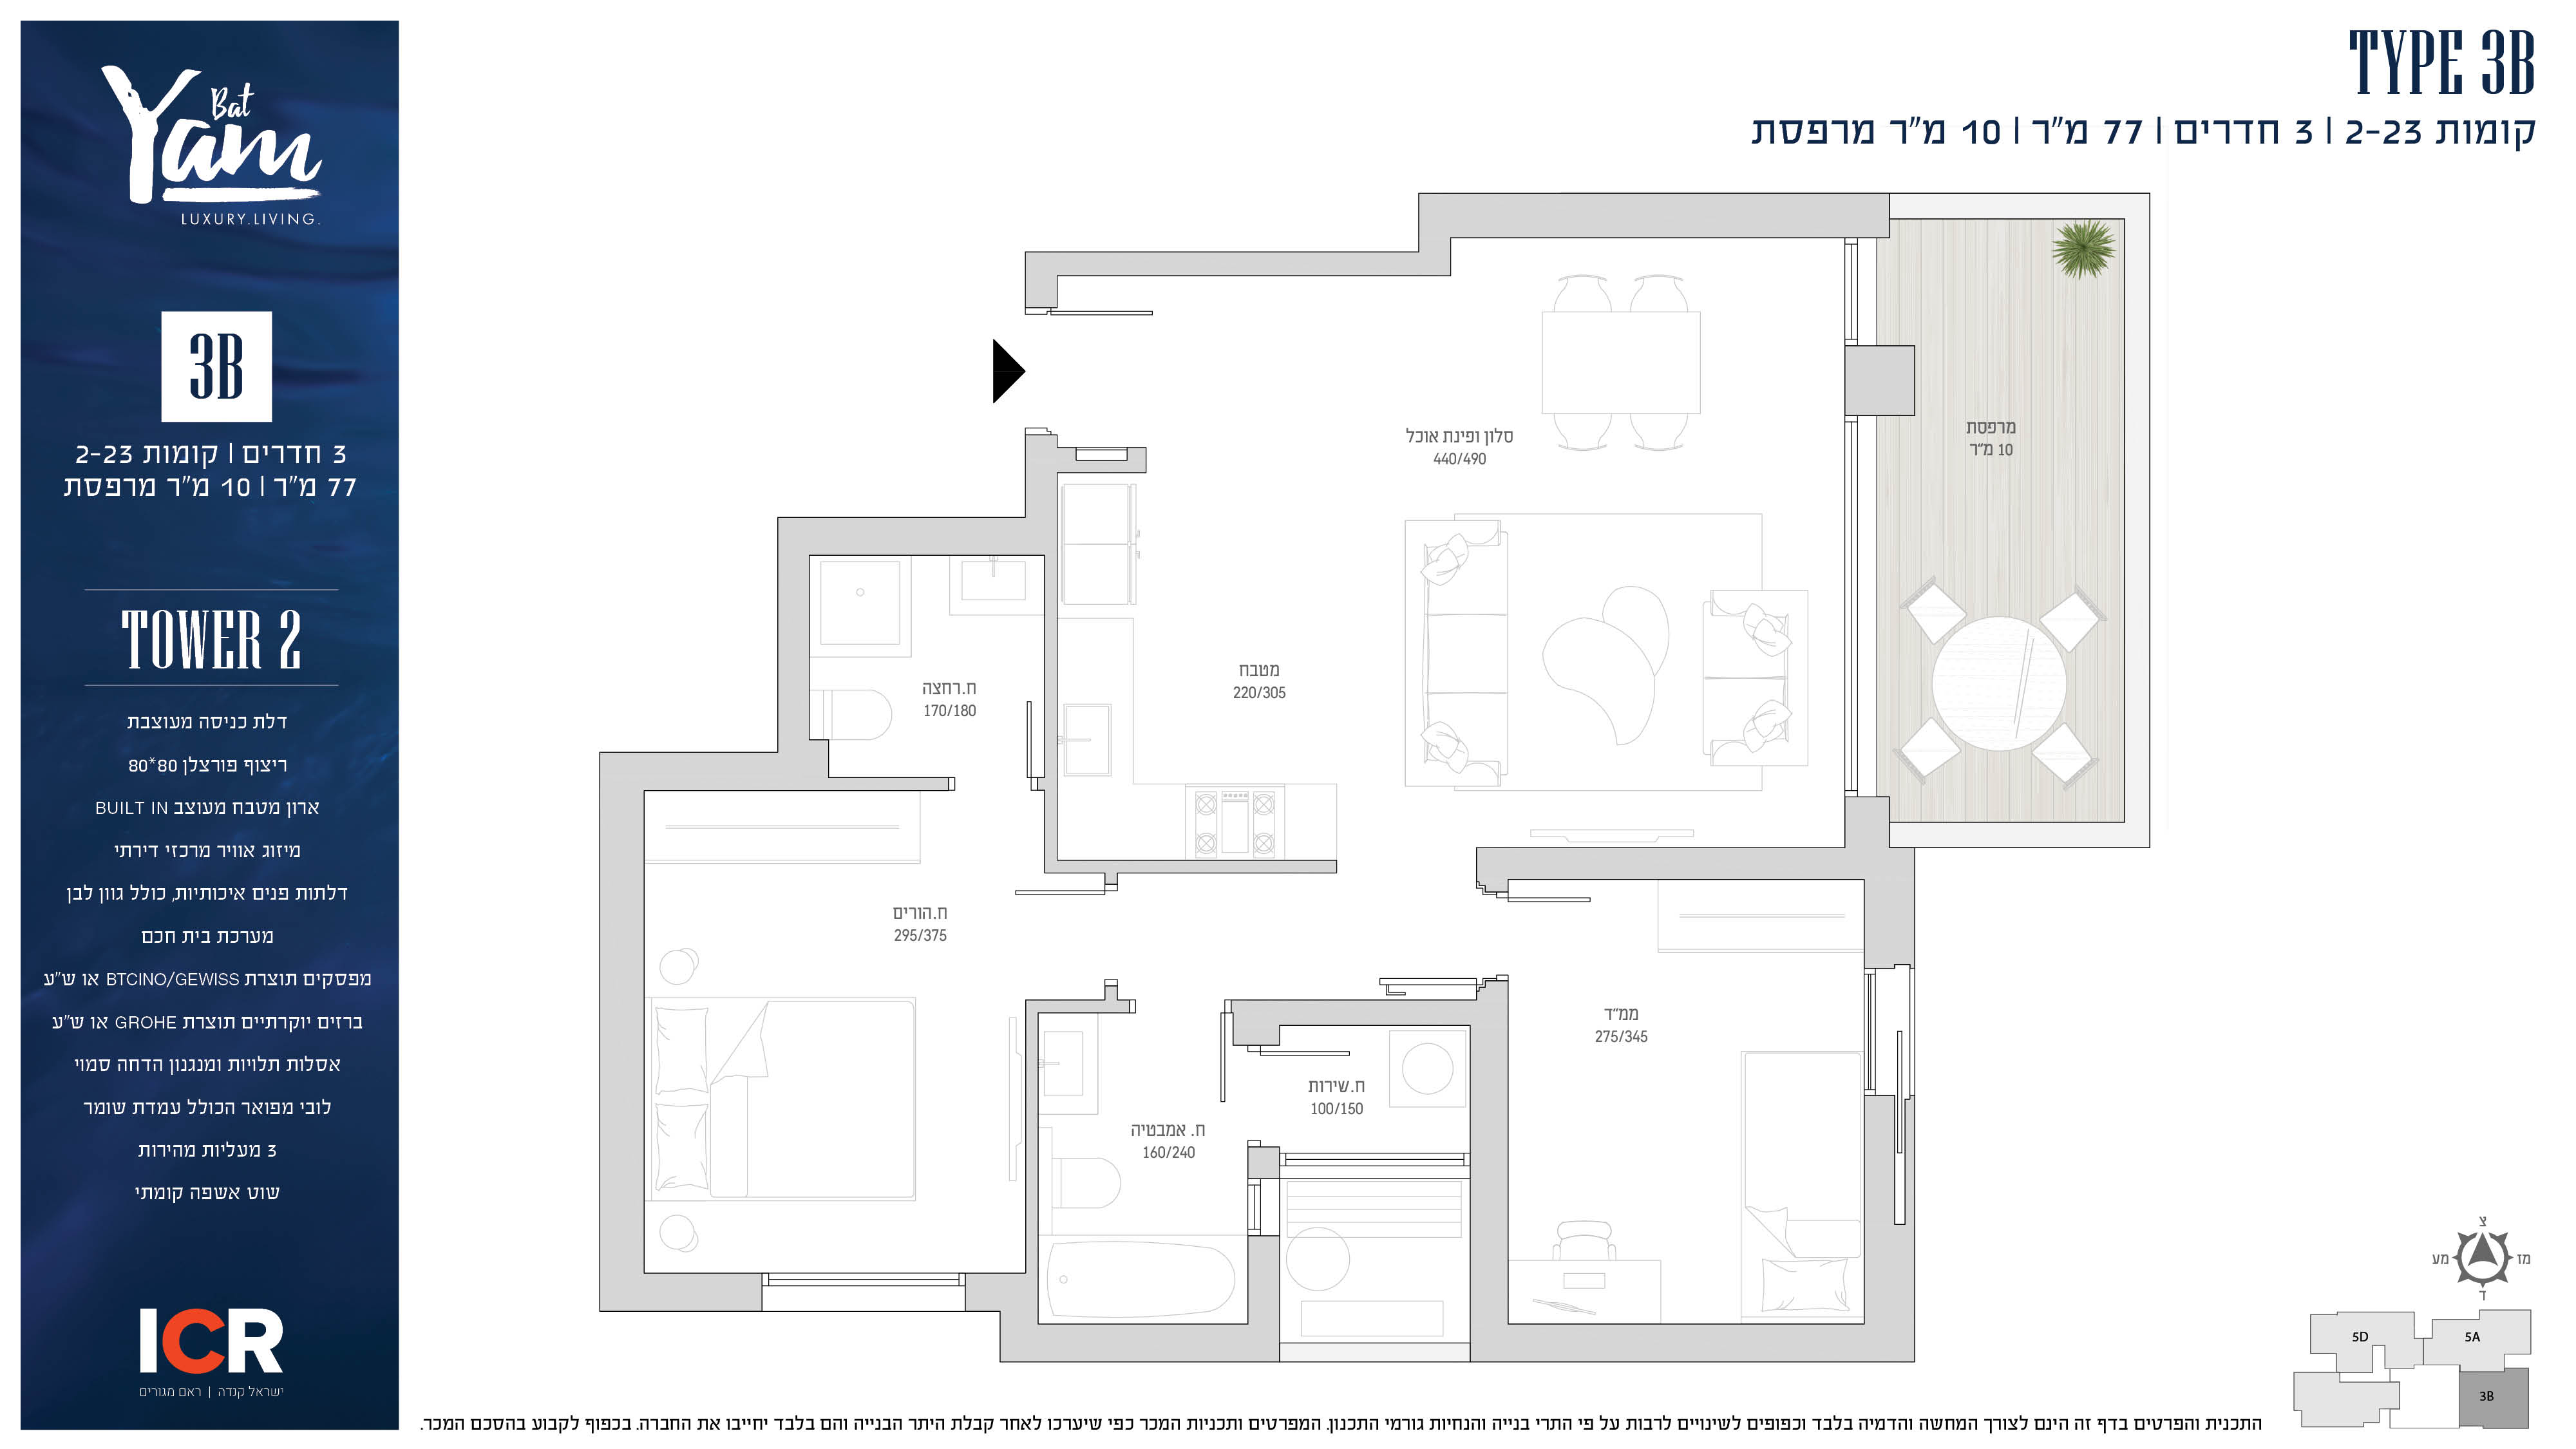 TYPE 3B
קומות 2-23 | 3 חדרים | 77 מ"ר | 10 מ"ר מרפסת
Bat
Yam
LUXURY.LIVING.
3B
3 חדרים | קומות 2-23
77 מ"ר | 10 מ"ר מרפסת
TOWER 2
דלת כניסה מעוצבת
ריצוף פורצלן 80*80
ארון מטבח מעוצב BUILT IN
מיזוג אוויר מרכזי דירתי
דלתות פנים איכותיות, כולל גוון לבן
מערכת בית חכם
מפסקים תוצרת BTCINO/GEWISS או ש"ע
ברזים יוקרתיים תוצרת GROHE או ש"ע
אסלות תלויות ומנגנון הדחה סמוי
לובי מפואר הכולל עמדת שומר
3 מעליות מהירות
שוט אשפה קומתי
ICR
ישראל קנדה | ראם מגורים
סלון ופינת אוכל
440/490
מרפסת
10 מ"ר
מטבח
220/305
ח.רחצה
170/180
ח.הורים
295/375
ממ"ד
275/345
ח.שירות
100/150
ח. אמבטיה
160/240
צ
מע
מז
ד
5D
5A
3B
התכנית והפרטים בדף זה הינם לצורך המחשה והדמיה בלבד וכפופים לשינויים לרבות על פי התרי בנייה והנחיות גורמי התכנון. המפרטים ותכניות המכר כפי שיערכו לאחר קבלת היתר הבנייה והם בלבד יחייבו את החברה. בכפוף לקבוע בהסכם המכר.